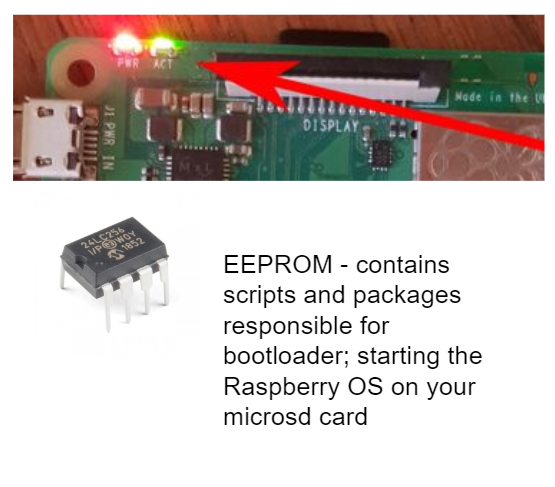 PWR ACT
J1 PWR IN
Made in the
DISPLAY
24LC256
I/P WOY
1852
EEPROM - contains
scripts and packages
responsible for
bootloader; starting the
Raspberry OS on your
microsd card